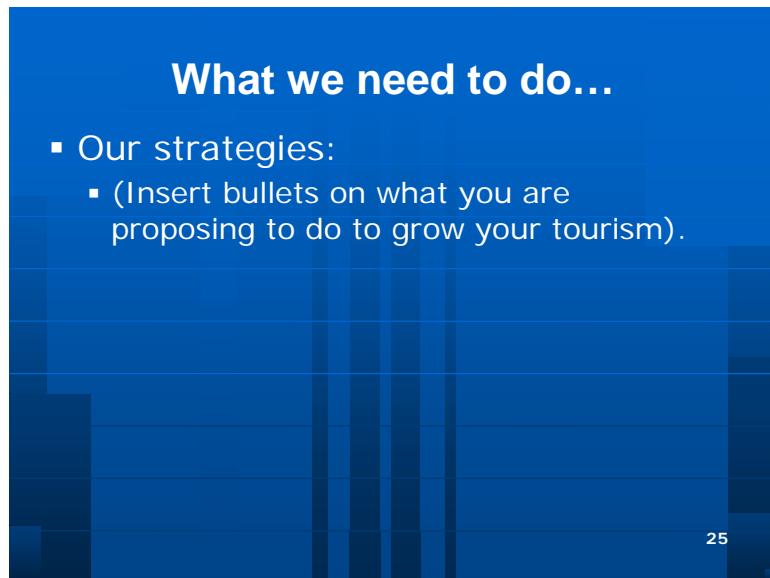 What we need to do…
▪ Our strategies:
▪ (Insert bullets on what you are
proposing to do to grow your tourism).
25